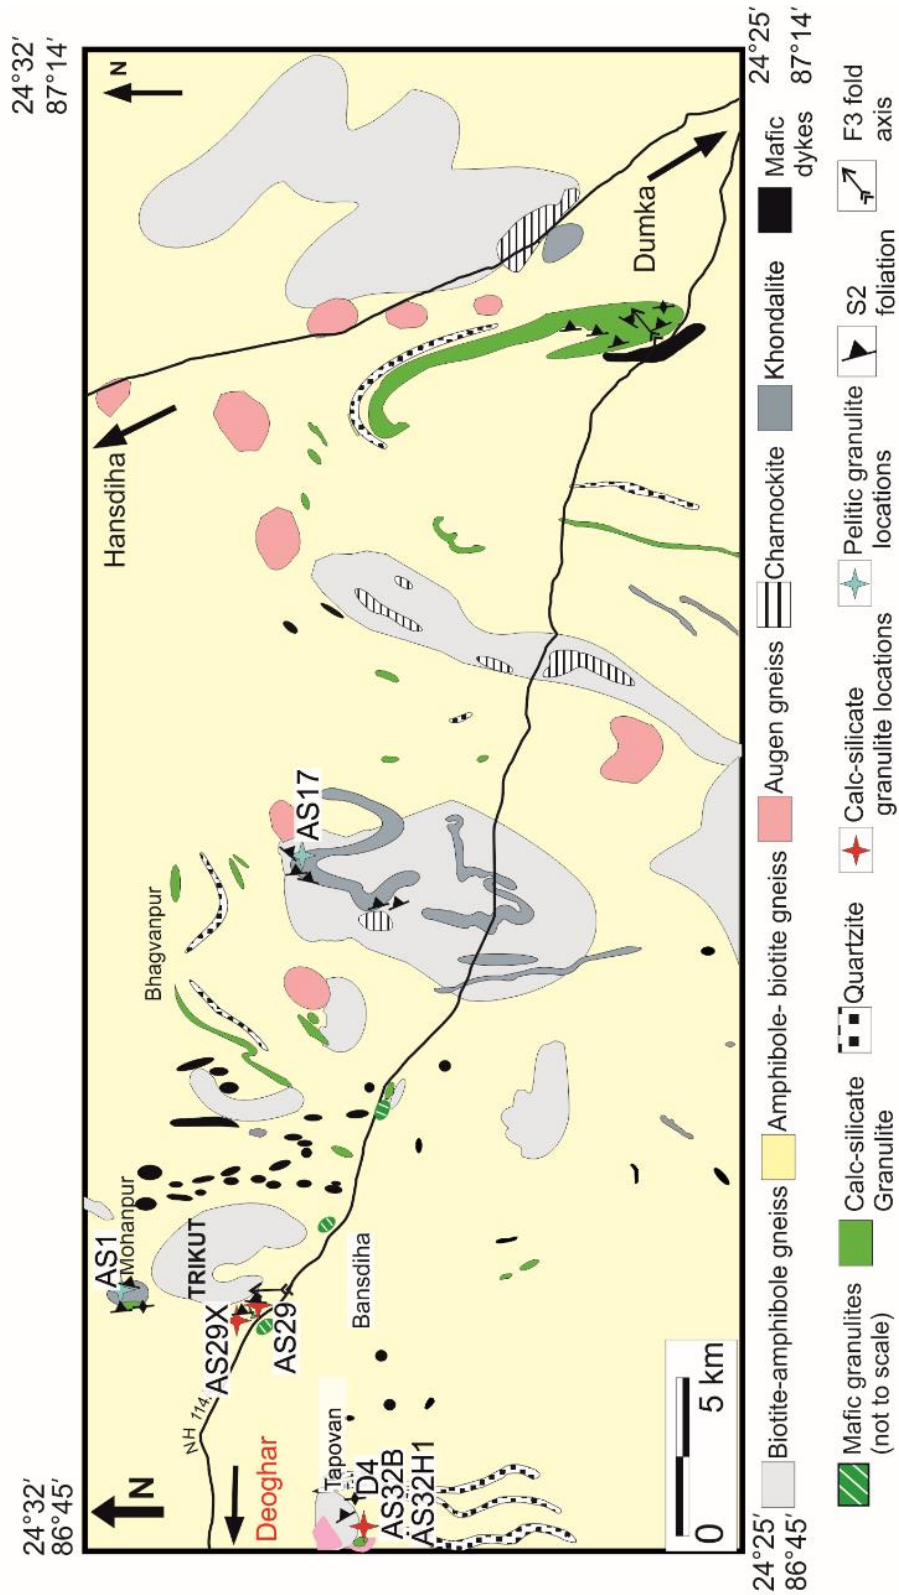 24°32′
86°45′
24°32′
87°14′
N
N
Hansdiha
Bhagvanpur
AS1
Mohanpur
TRIKUT
AS29X
AS29
AS17
NH 114
Deoghar
Bansdiha
Tapovan
D4
AS32B
AS32H1
Dumka
0 5 km
24°25′
86°45′
24°25′
87°14′
Biotite-amphibole gneiss
Amphibole- biotite gneiss
Augen gneiss
Charnockite
Khondalite
Mafic
dykes
Mafic granulites
(not to scale)
Calc-silicate
Granulite
Quartzite
Calc-silicate
granulite locations
Pelitic granulite
locations
S2
foliation
F3 fold
axis